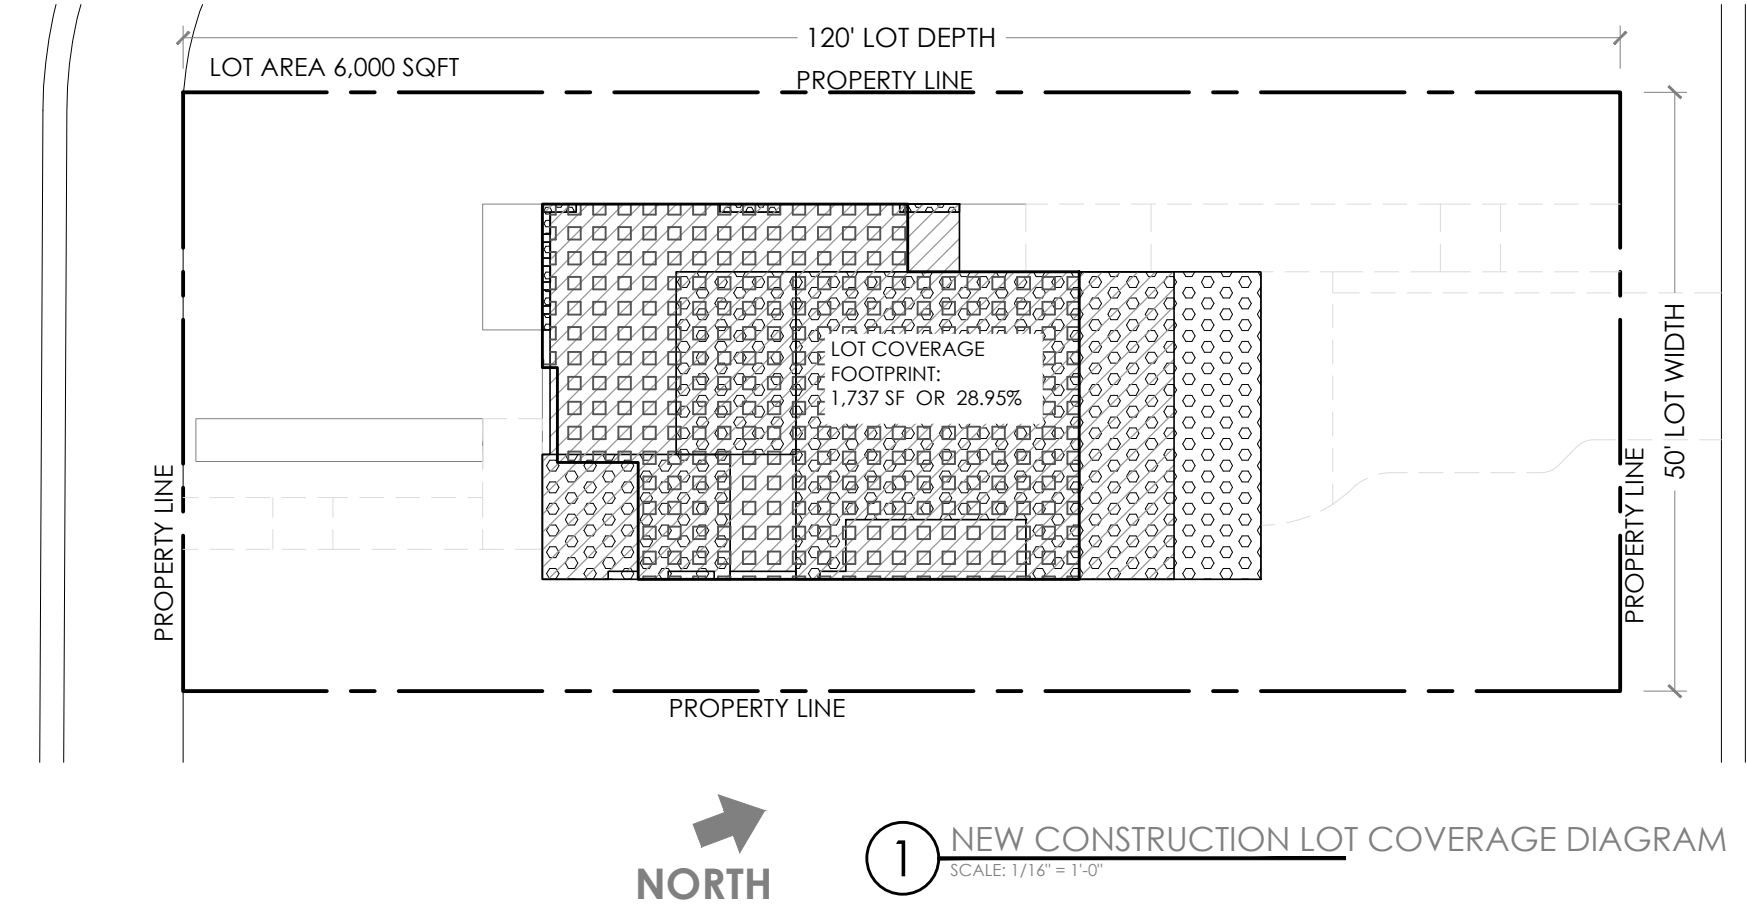 120' LOT DEPTH
LOT AREA 6,000 SQFT
PROPERTY LINE
LOT COVERAGE
FOOTPRINT:
1,737 SF OR 28.95%
50' LOT WIDTH
PROPERTY LINE
PROPERTY LINE
PROPERTY LINE
NORTH
1
NEW CONSTRUCTION LOT COVERAGE DIAGRAM
SCALE: 1/16" = 1'-0"